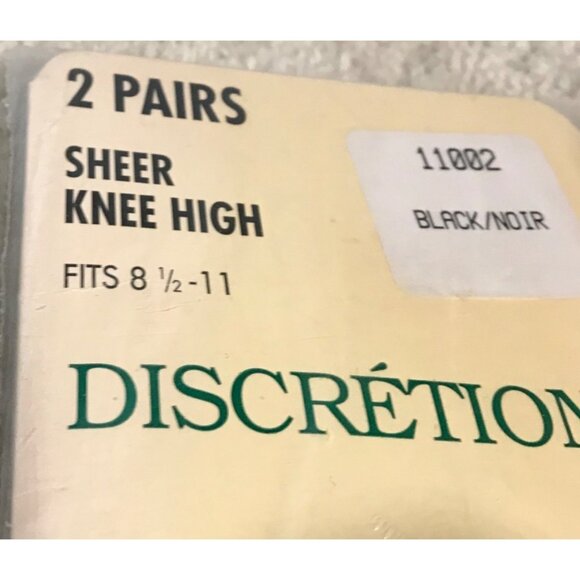 2 PAIRS
SHEER
KNEE HIGH
FITS 8 ½-11
11002
BLACK/NOIR
DISCRÉTION